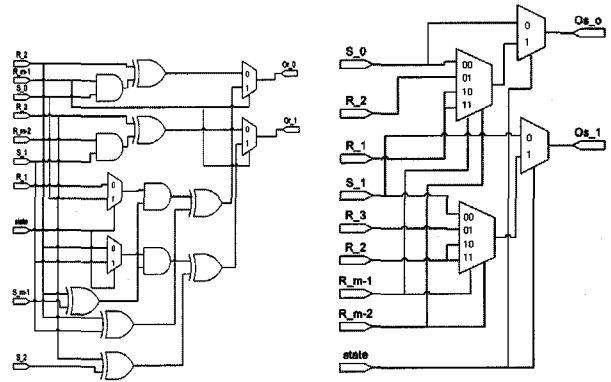 R_2
R_m-1
S_0
R_3
R_m-2
S_1
R_1
state
S_m-1
S_2
0
1
Or_0
0
1
Or_1
0
1
0
1
S_0
R_2
R_1
S_1
R_3
R_2
R_m-1
R_m-2
state
00
01
10
11
00
01
10
11
0
1
Os_o
0
1
Os_1